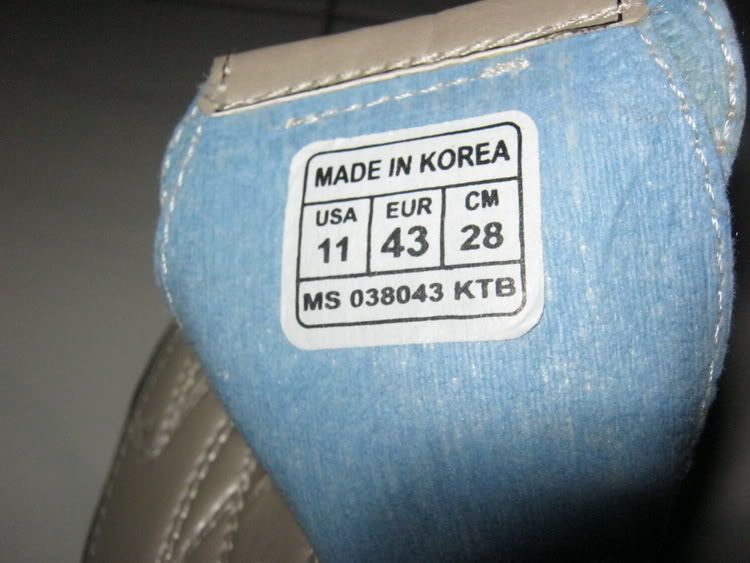 MADE IN KOREA
USA EUR CM
11 43 28
MS 038043 KTB